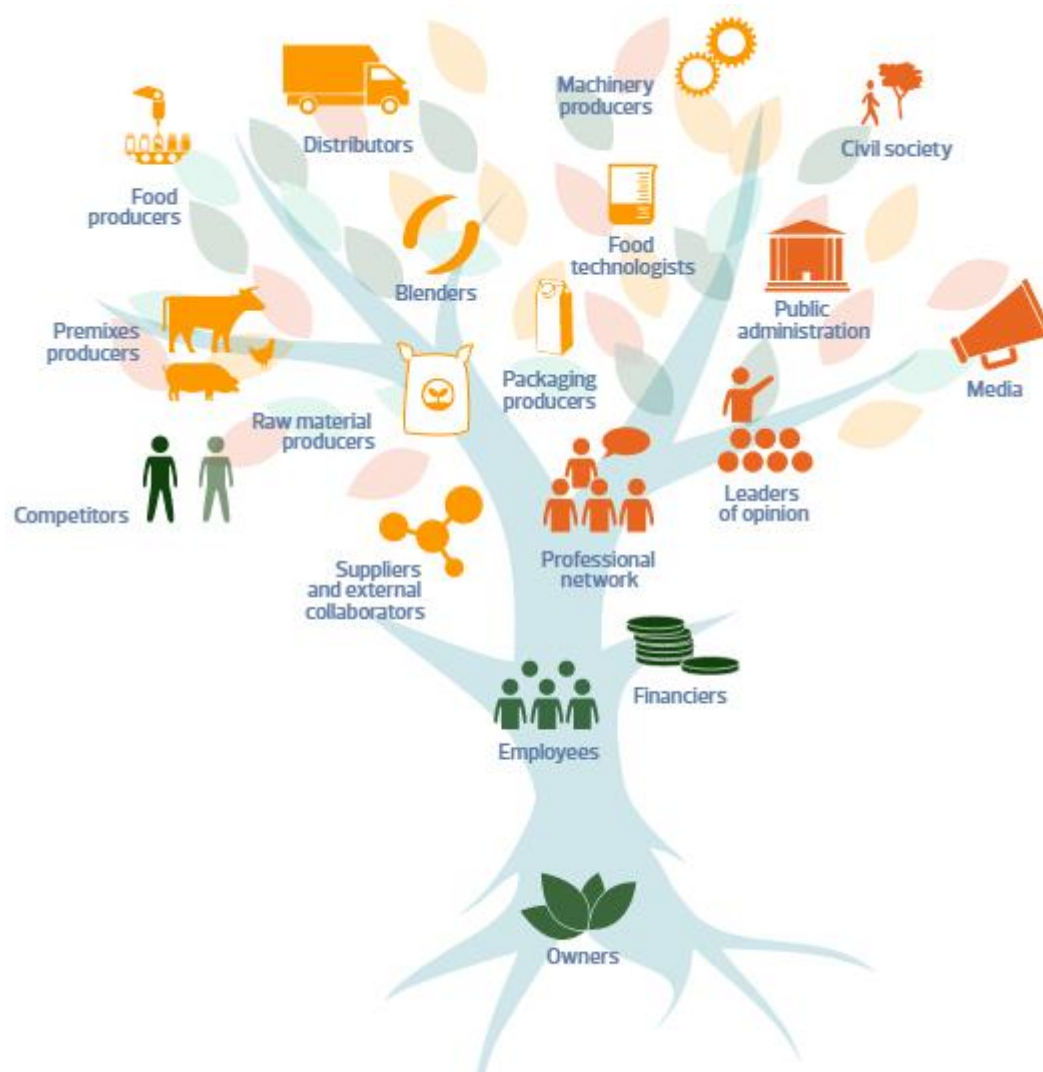 Machinery
producers
Distributors
Civil society
Food
producers
Food
technologists
Blenders
Public
administration
Premixes
producers
Packaging
producers
Media
Raw material
producers
Leaders
of opinion
Competitors
Professional
network
Suppliers
and external
collaborators
Financiers
Employees
Owners